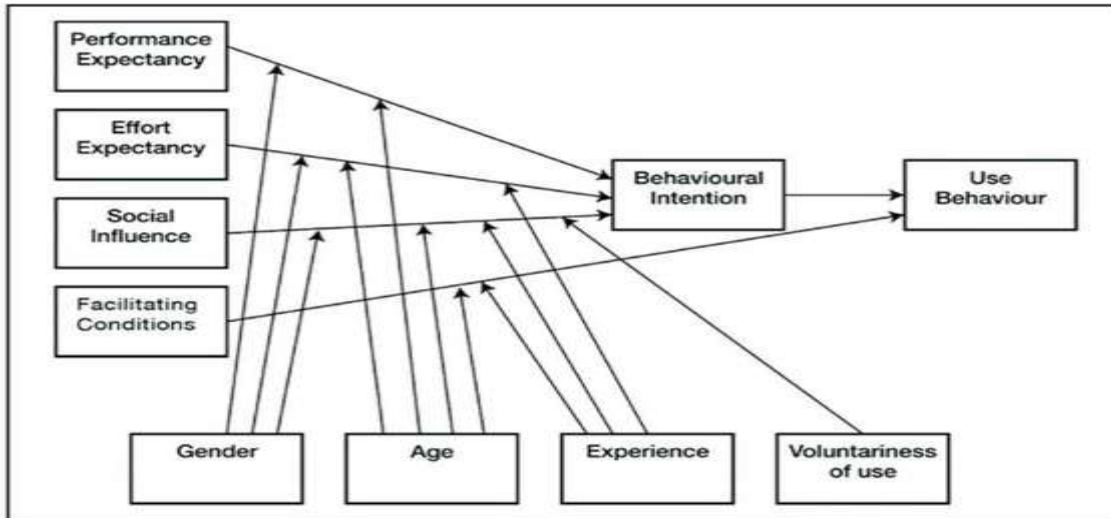 Performance
Expectancy
Effort
Expectancy
Social
Influence
Facilitating
Conditions
Behavioural
Intention
Use
Behaviour
Gender
Age
Experience
Voluntariness
of use